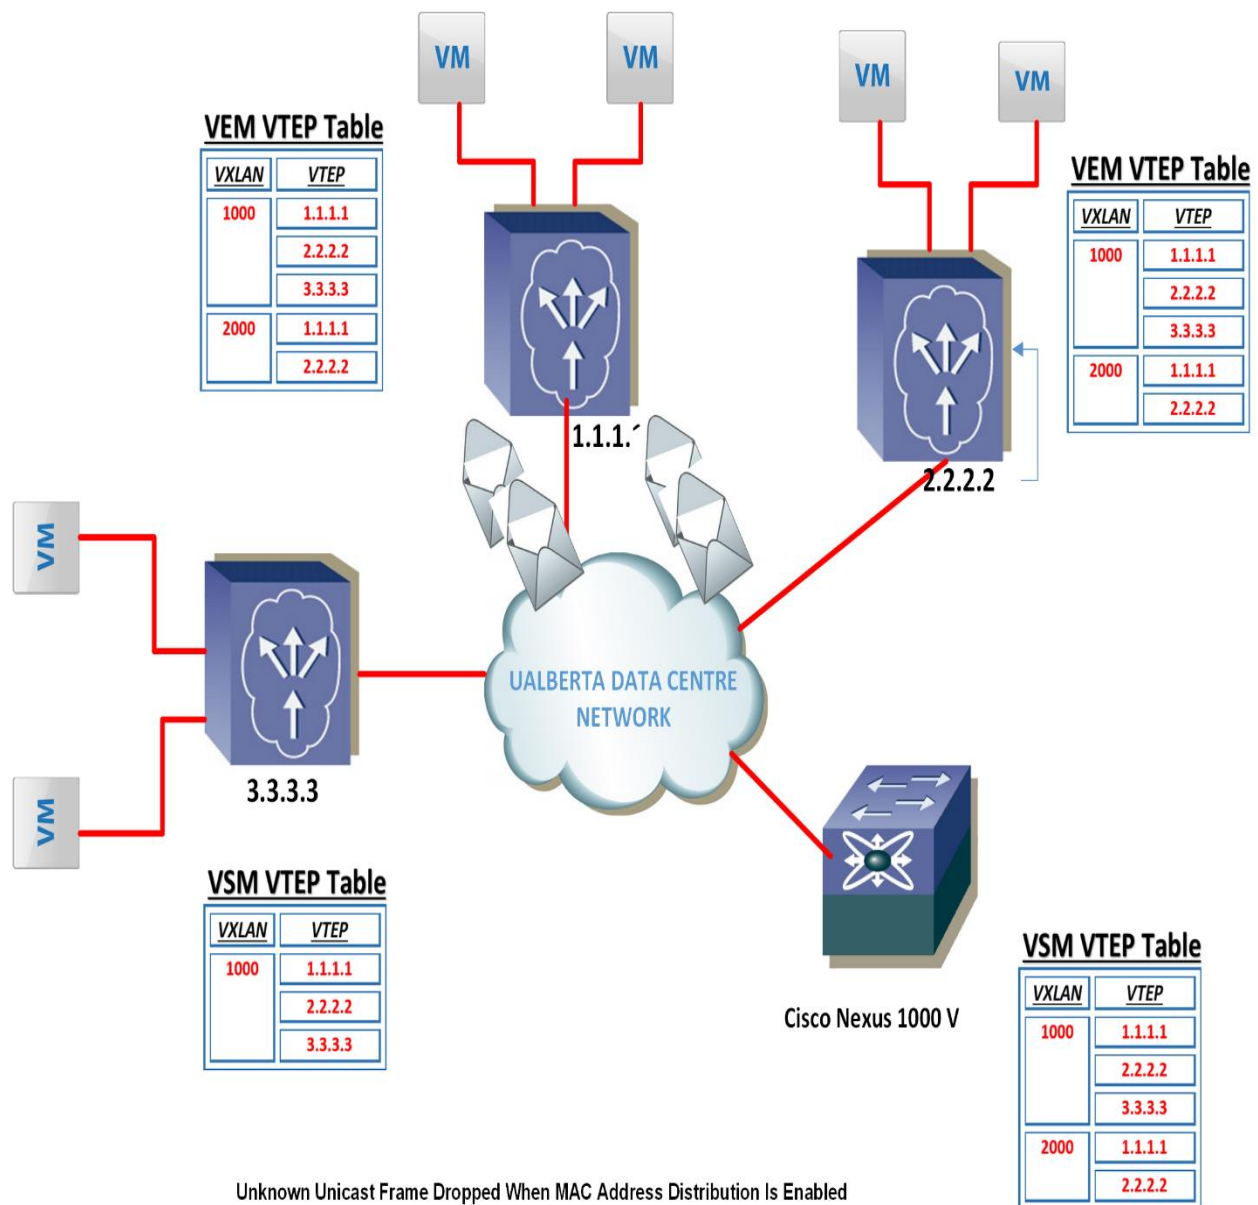 VM
VM
VM
VM
VEM VTEP Table
VXLAN VTEP
1000 1.1.1.1
2.2.2.2
3.3.3.3
2000 1.1.1.1
2.2.2.2
VEM VTEP Table
VXLAN VTEP
1000 1.1.1.1
2.2.2.2
3.3.3.3
2000 1.1.1.1
2.2.2.2
1.1.1.
2.2.2.2
VM
UALBERTA DATA CENTRE
NETWORK
3.3.3.3
VM
VSM VTEP Table
VXLAN VTEP
1000 1.1.1.1
2.2.2.2
3.3.3.3
Cisco Nexus 1000 V
VSM VTEP Table
VXLAN VTEP
1000 1.1.1.1
2.2.2.2
3.3.3.3
2000 1.1.1.1
2.2.2.2
Unknown Unicast Frame Dropped When MAC Address Distribution Is Enabled